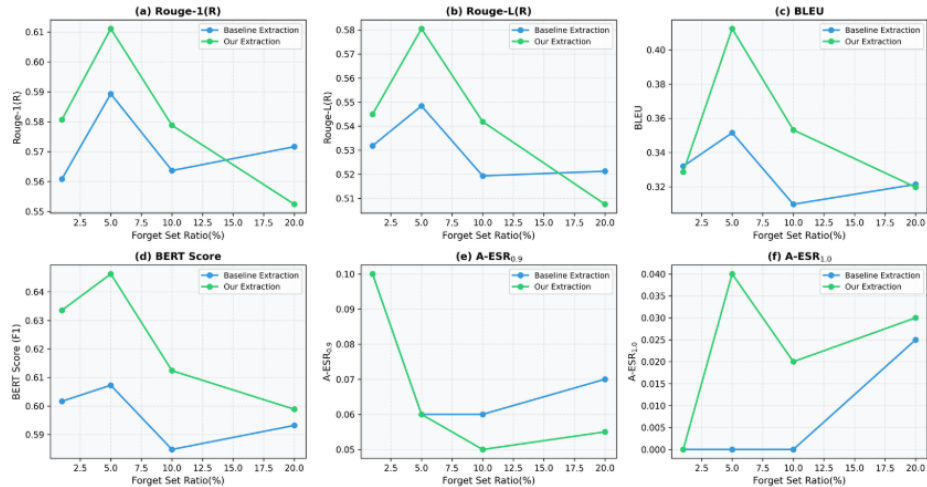 (a) Rouge-1(R)
Baseline Extraction
Our Extraction
Rouge-1(R)
0.61
0.60
0.59
0.58
0.57
0.56
0.55
2.5 5.0 7.5 10.0 12.5 15.0 17.5 20.0
Forget Set Ratio(%)
(b) Rouge-L(R)
Baseline Extraction
Our Extraction
Rouge-L(R)
0.58
0.57
0.56
0.55
0.54
0.53
0.52
0.51
2.5 5.0 7.5 10.0 12.5 15.0 17.5 20.0
Forget Set Ratio(%)
(c) BLEU
Baseline Extraction
Our Extraction
BLEU
0.40
0.38
0.36
0.34
0.32
2.5 5.0 7.5 10.0 12.5 15.0 17.5 20.0
Forget Set Ratio(%)
(d) BERT Score
Baseline Extraction
Our Extraction
BERT Score (F1)
0.64
0.63
0.62
0.61
0.60
0.59
2.5 5.0 7.5 10.0 12.5 15.0 17.5 20.0
Forget Set Ratio(%)
(e) A-ESR0.9
Baseline Extraction
Our Extraction
A-ESR0.9
0.10
0.09
0.08
0.07
0.06
0.05
2.5 5.0 7.5 10.0 12.5 15.0 17.5 20.0
Forget Set Ratio(%)
(f) A-ESR1.0
Baseline Extraction
Our Extraction
A-ESR1.0
0.040
0.035
0.030
0.025
0.020
0.015
0.010
0.005
0.000
2.5 5.0 7.5 10.0 12.5 15.0 17.5 20.0
Forget Set Ratio(%)